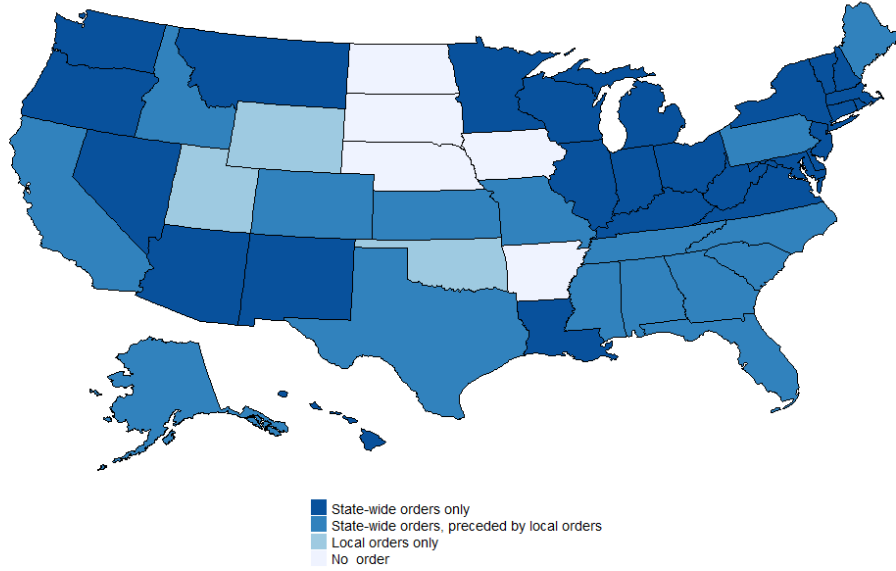 State-wide orders only
State-wide orders, preceded by local orders
Local orders only
No order